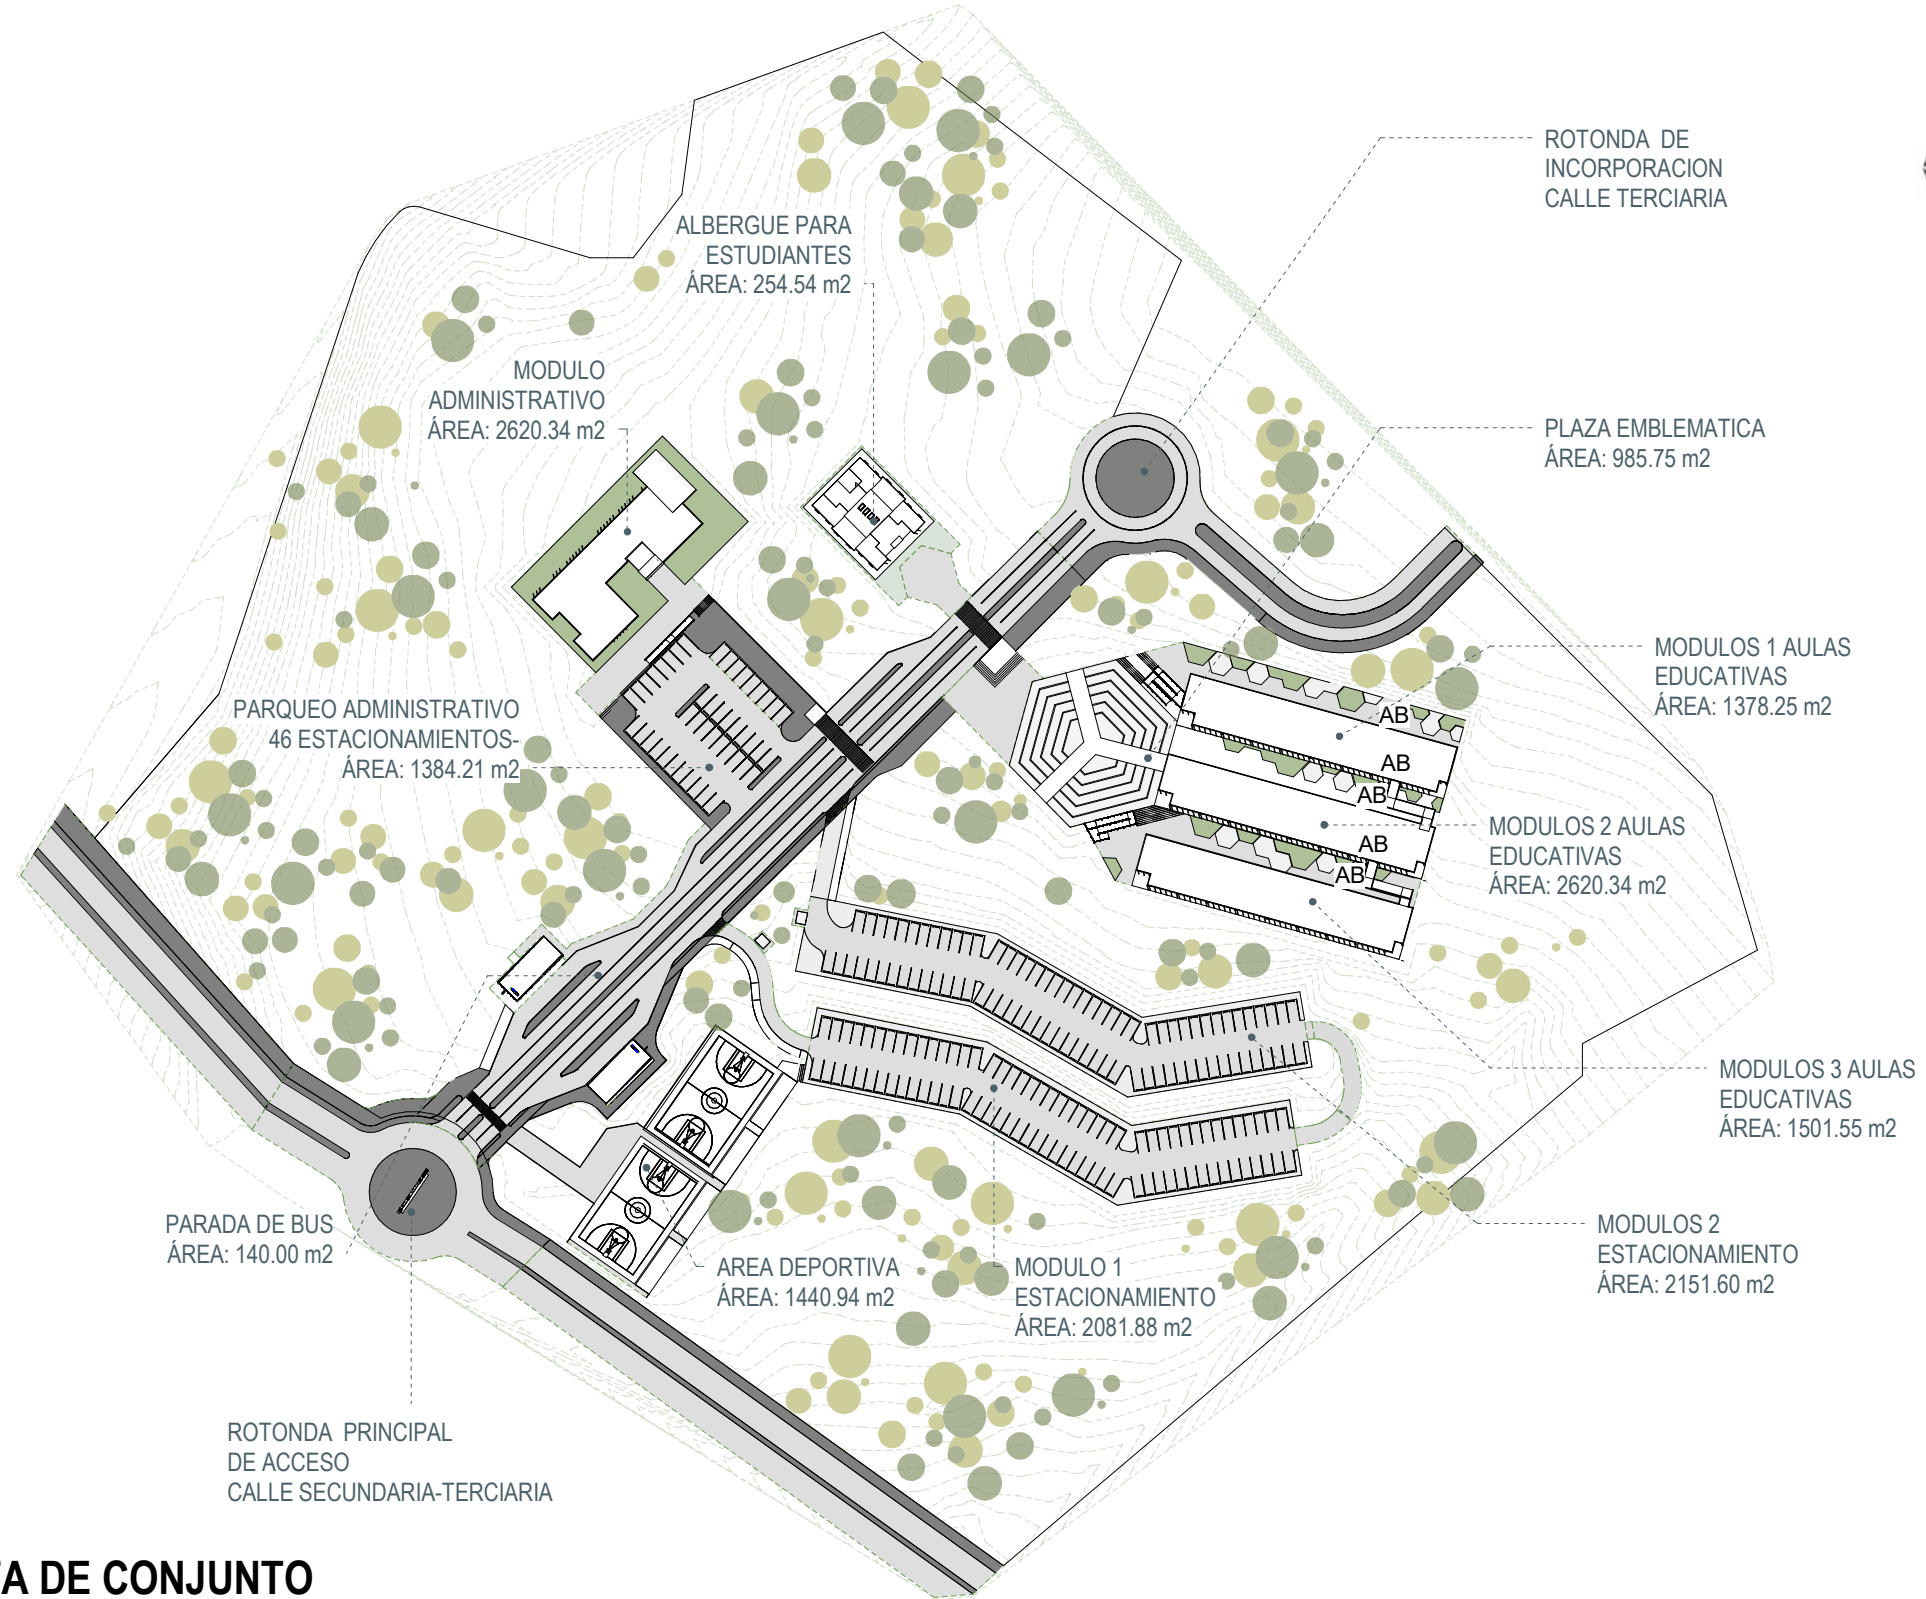 ROTONDA DE
INCORPORACION
CALLE TERCIARIA
ALBERGUE PARA
ESTUDIANTES
ÁREA: 254.54 m2
MODULO
ADMINISTRATIVO
ÁREA: 2620.34 m2
PLAZA EMBLEMATICA
ÁREA: 985.75 m2
MODULOS 1 AULAS
EDUCATIVAS
ÁREA: 1378.25 m2
PARQUEO ADMINISTRATIVO
46 ESTACIONAMIENTOS-
ÁREA: 1384.21 m2
AB
AB
AB
AB
AB
MODULOS 2 AULAS
EDUCATIVAS
ÁREA: 2620.34 m2
MODULOS 3 AULAS
EDUCATIVAS
ÁREA: 1501.55 m2
PARADA DE BUS
ÁREA: 140.00 m2
AREA DEPORTIVA
ÁREA: 1440.94 m2
MODULO 1
ESTACIONAMIENTO
ÁREA: 2081.88 m2
MODULOS 2
ESTACIONAMIENTO
ÁREA: 2151.60 m2
ROTONDA PRINCIPAL
DE ACCESO
CALLE SECUNDARIA-TERCIARIA
TA DE CONJUNTO